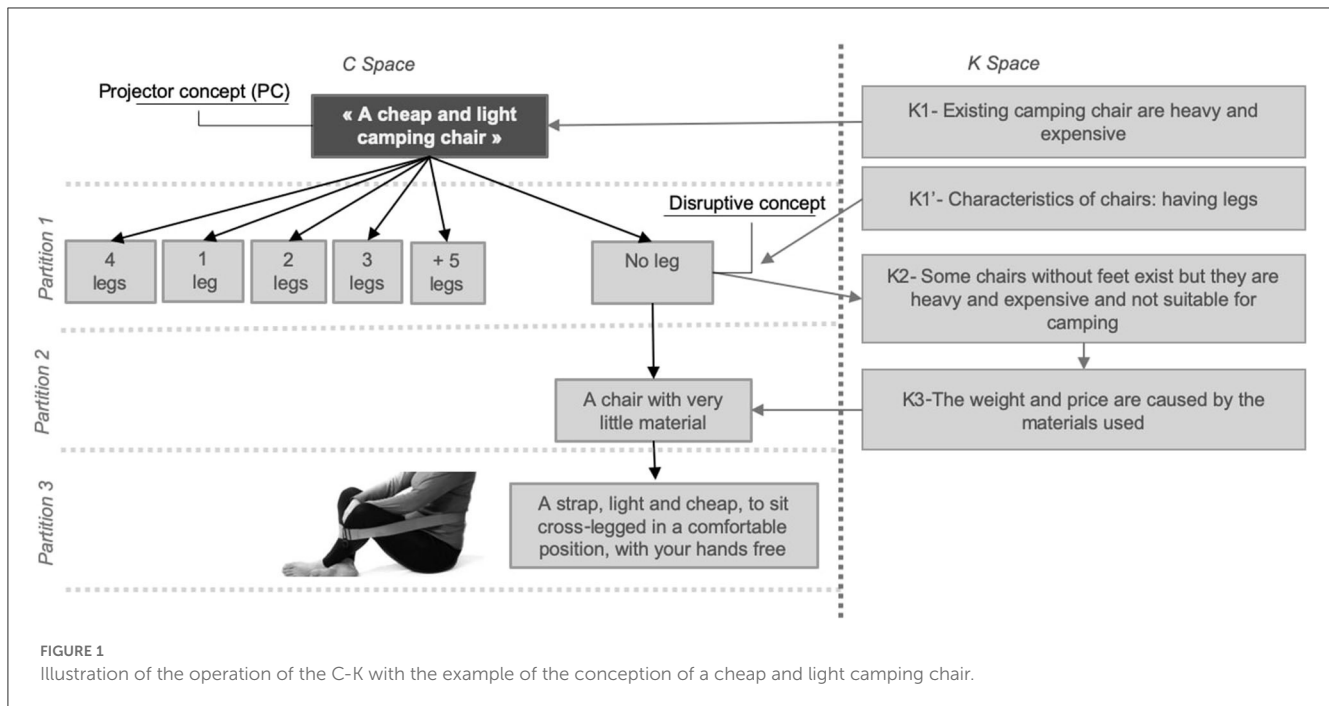 C Space
K Space
Projector concept (PC)
« A cheap and light
camping chair »
K1- Existing camping chair are heavy and
expensive
K1’- Characteristics of chairs: having legs
Disruptive concept
Partition 1
4
legs
1
leg
2
legs
3
legs
+ 5
legs
No leg
K2- Some chairs without feet exist but they are
heavy and expensive and not suitable for
camping
Partition 2
A chair with very
little material
K3-The weight and price are caused by the
materials used
Partition 3
A strap, light and cheap, to sit
cross-legged in a comfortable
position, with your hands free
FIGURE 1
Illustration of the operation of the C-K with the example of the conception of a cheap and light camping chair.